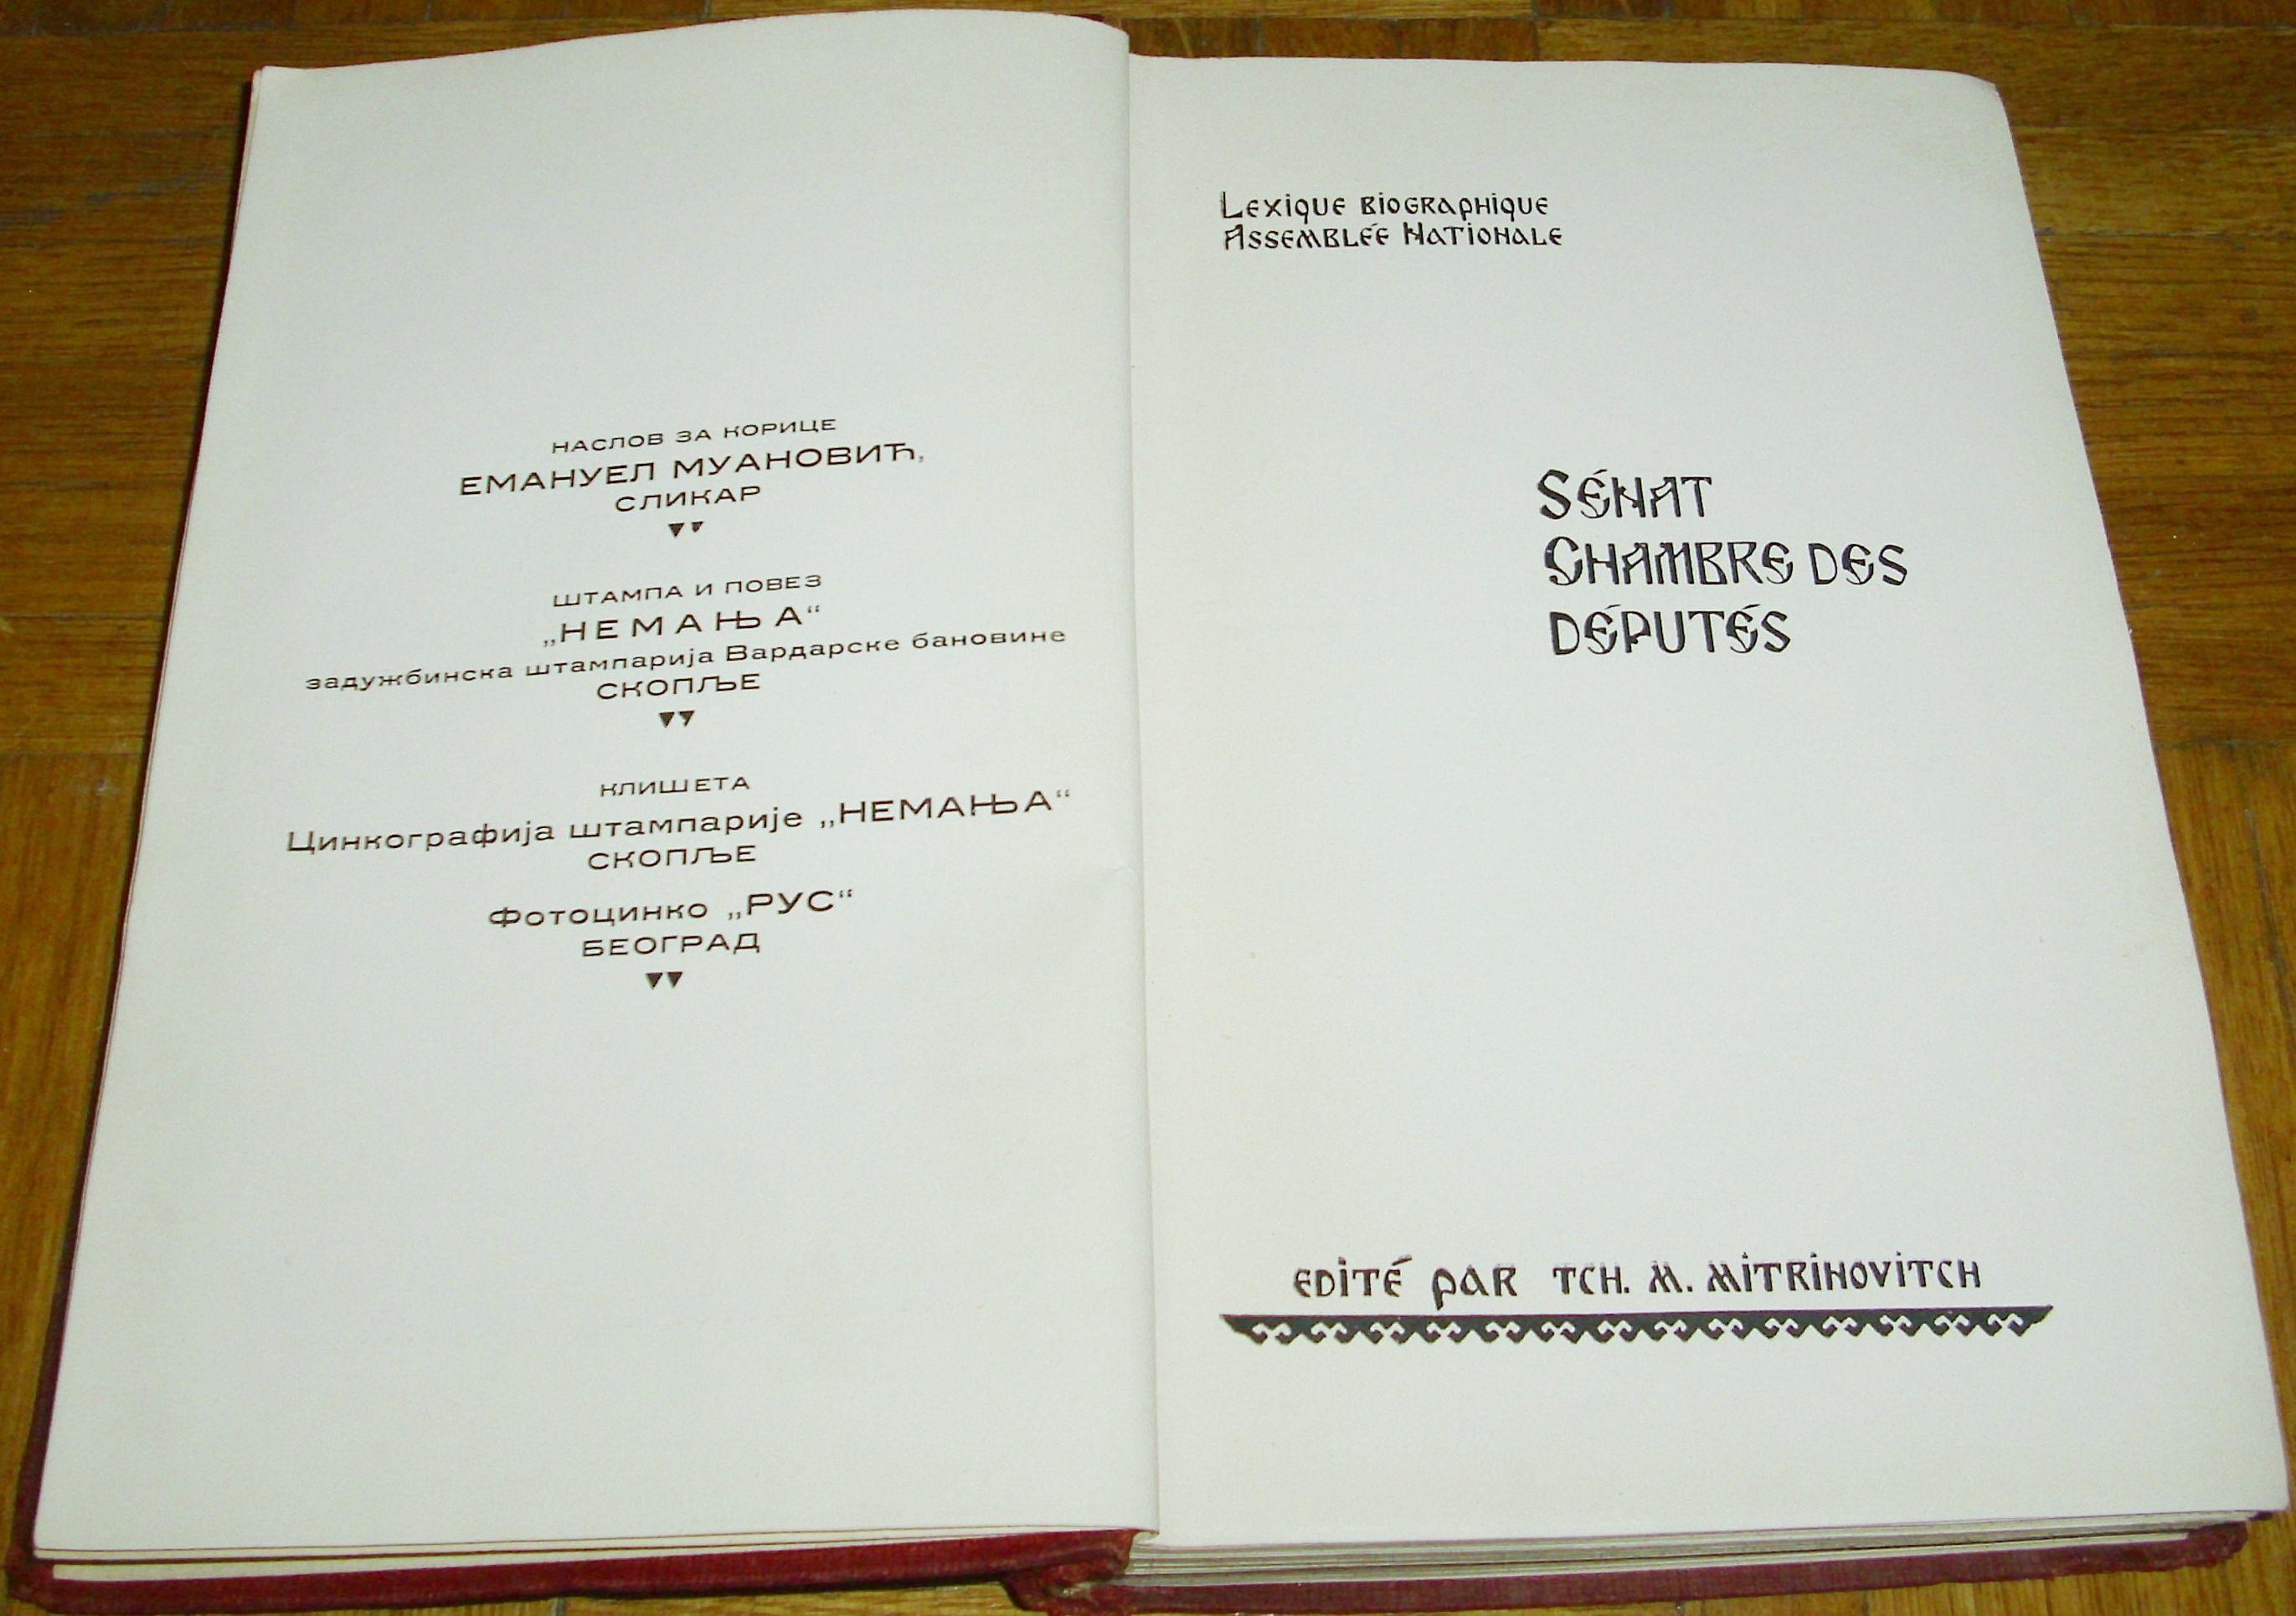 НАСЛОВ ЗА КОРИЦЕ
ЕМАНУЕЛ МУАНОВИЋ,
СЛИКАР
ШТАМПА И ПОВЕЗ
„НЕМАЊА“
задужбинска штампарија Вардарске бановине
СКОПЉЕ
КЛИШЕТА
Цинкографија штампарије „НЕМАЊА“
СКОПЉЕ
Фотоцинко „РУС“
БЕОГРАД
Lexique biographique
Assemblée Nationale
Sénat
Chambre des
députés
edité par Tch. M. Mitrinovitch